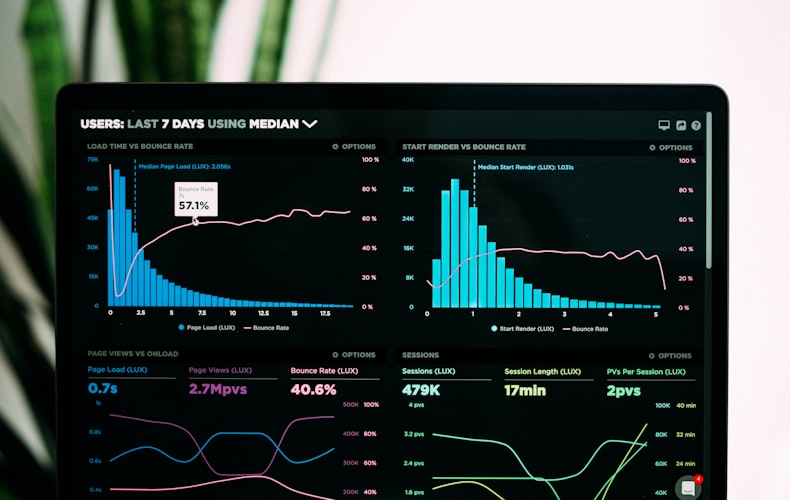 USERS: LAST 7 DAYS USING MEDIAN
LOAD TIME VS BOUNCE RATE
OPTIONS
75K
60K
45K
30K
15K
0
Median Page Load (LUX): 2.056s
Bounce Rate
57.1%
100 %
80 %
60 %
40 %
20 %
0 %
0 2.5 5 7.5 10 12.5 15 17.5
Page Load (LUX) Bounce Rate
START RENDER VS BOUNCE RATE
OPTIONS
40K
32K
24K
16K
8K
0
Median Start Render (LUX): 1.031s
100 %
80 %
60 %
40 %
20 %
0 %
0 1 2 3 4 5
Start Render (LUX) Bounce Rate
PAGE VIEWS VS ONLOAD
OPTIONS
Page Load (LUX) Page Views (LUX) Bounce Rate (LUX)
0.7s 2.7Mpvs 40.6%
1s
0.8s
0.6s
0.4s
500K 100%
400K 80%
300K 60%
200K 40%
SESSIONS
OPTIONS
Sessions (LUX) Session Length (LUX) PVs Per Session (LUX)
479K 17min 2pvs
4 pvs
3.2 pvs
2.4 pvs
1.6 pvs
100K 40 min
80K 32 min
60K 24 min
40K
4